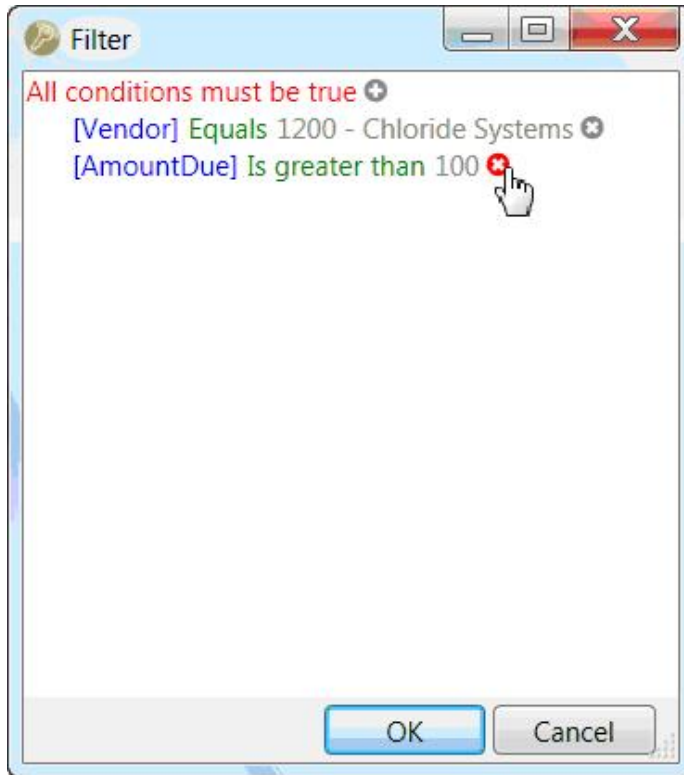 Filter
All conditions must be true
[Vendor] Equals 1200 - Chloride Systems
[AmountDue] Is greater than 100
OK Cancel